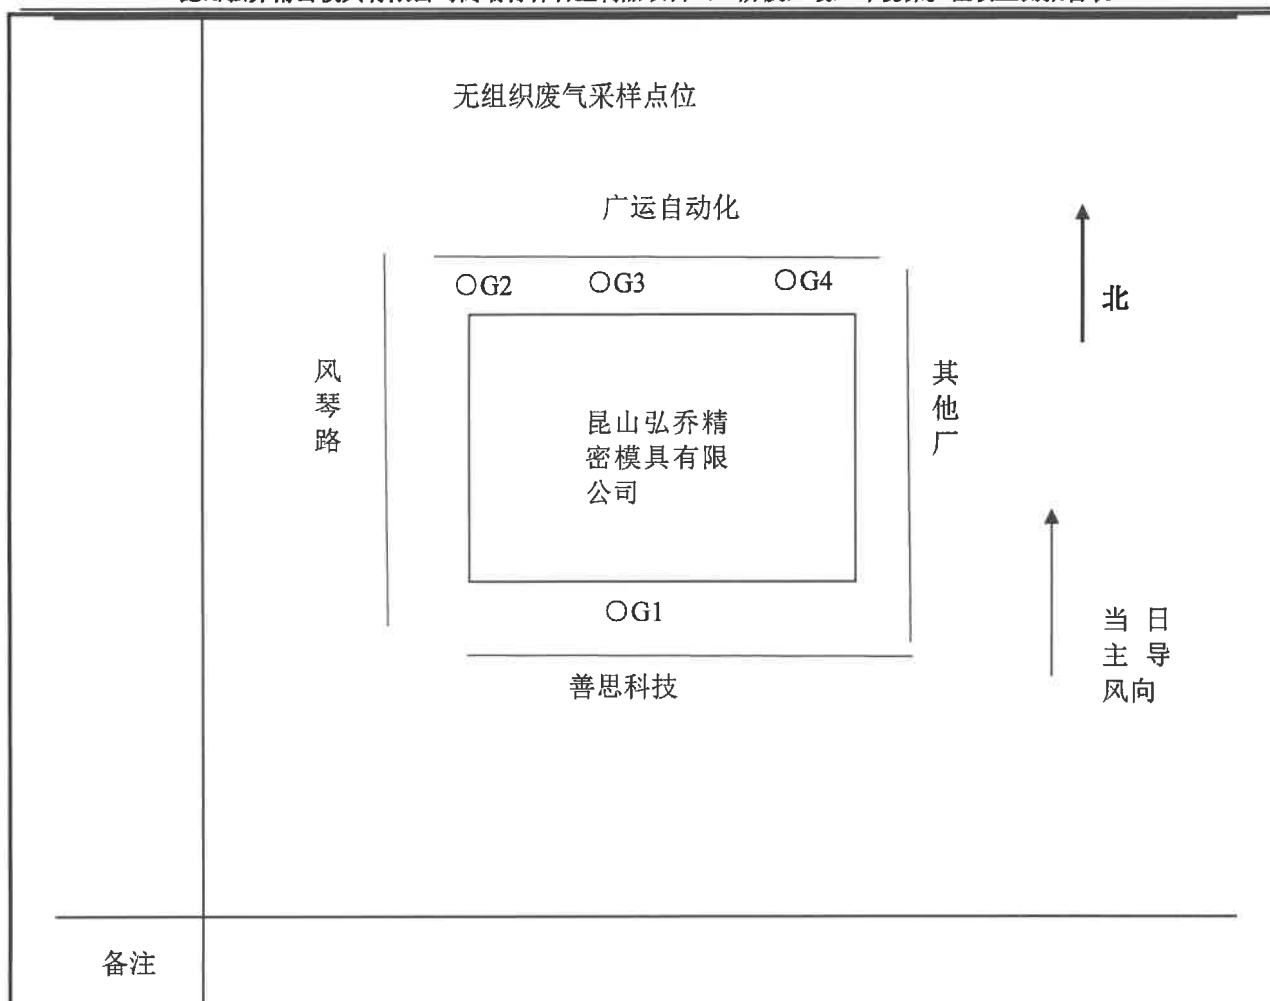 无组织废气采样点位
广运自动化
○G2
○G3
○G4
北
风
琴
路
其
他
厂
昆山弘乔精
密模具有限
公司
○G1
当 日
主 导
风向
善思科技
备注